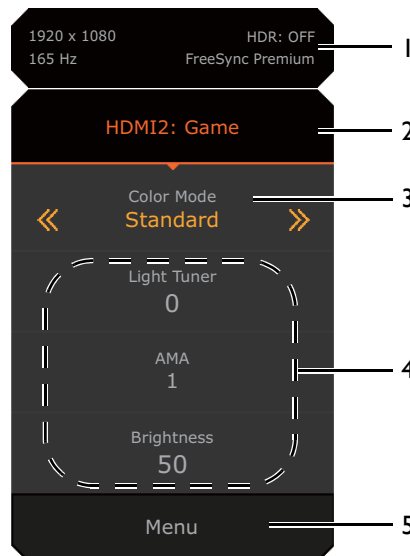 1920 x 1080 HDR: OFF
165 Hz FreeSync Premium
1
HDMI2: Game
2
Color Mode
3
Standard
Light Tuner
0
AMA
1
4
Brightness
50
Menu
5